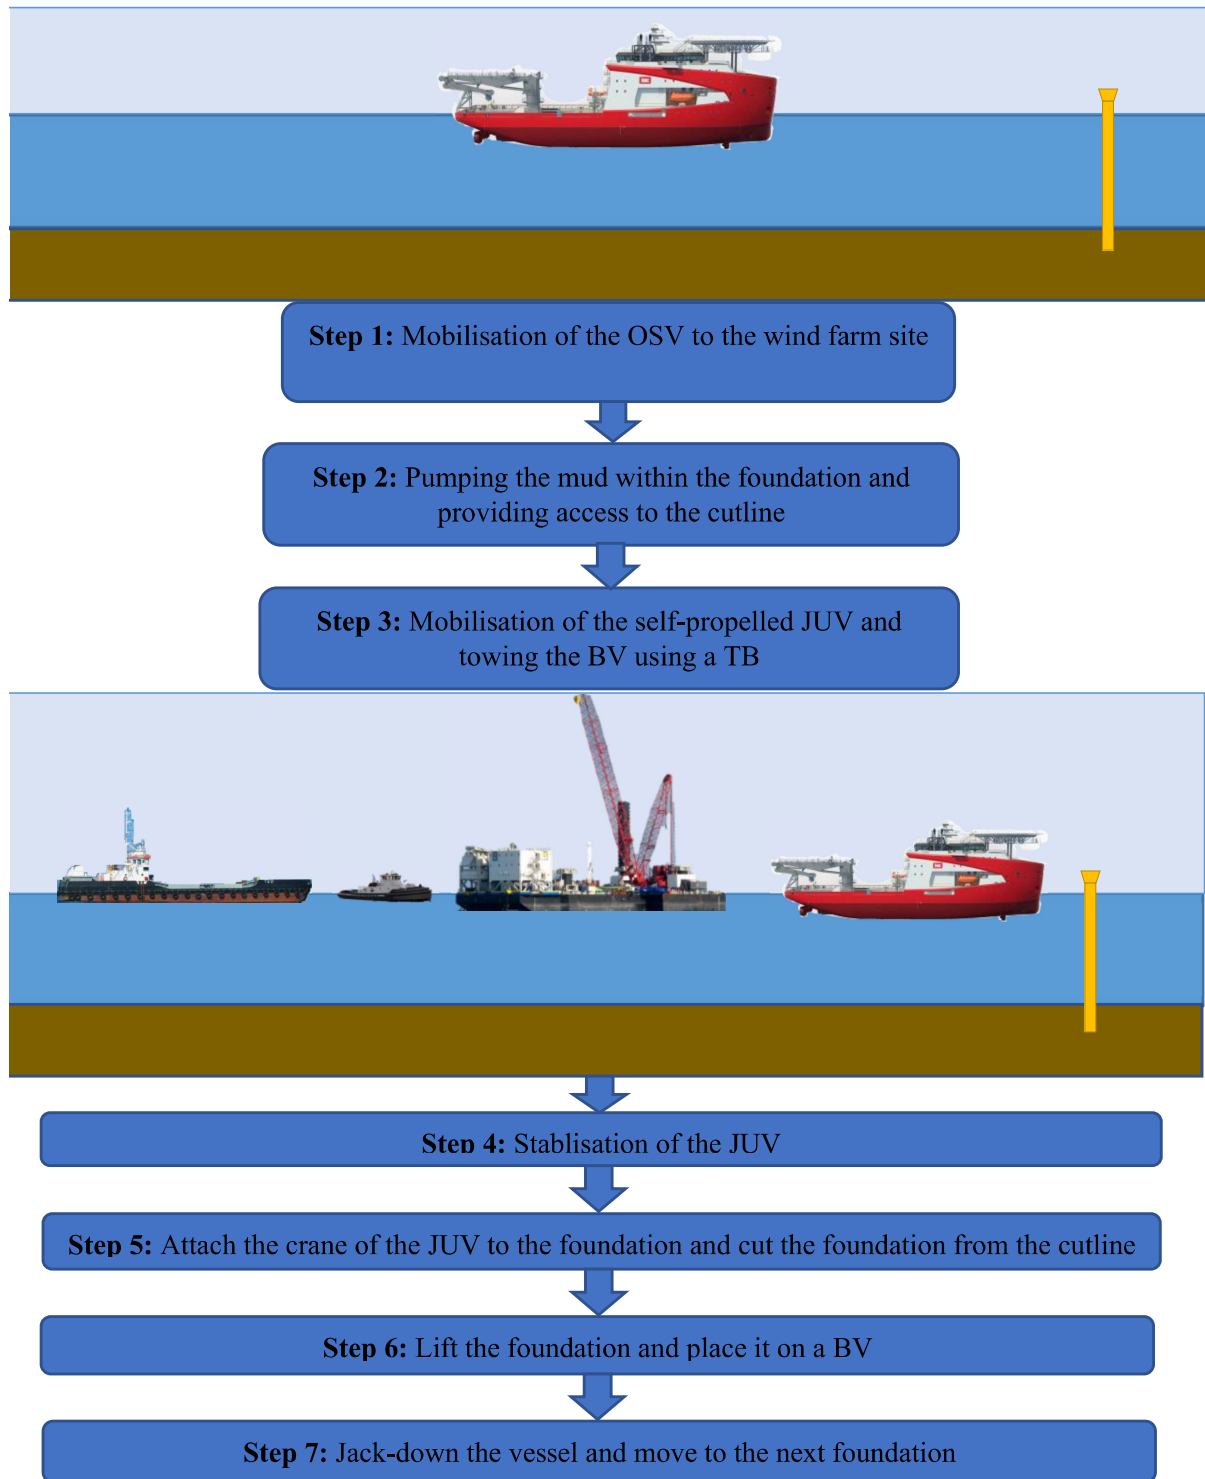 Step 1: Mobilisation of the OSV to the wind farm site
Step 2: Pumping the mud within the foundation and
providing access to the cutline
Step 3: Mobilisation of the self-propelled JUV and
towing the BV using a TB
Step 4: Stablisation of the JUV
Step 5: Attach the crane of the JUV to the foundation and cut the foundation from the cutline
Step 6: Lift the foundation and place it on a BV
Step 7: Jack-down the vessel and move to the next foundation